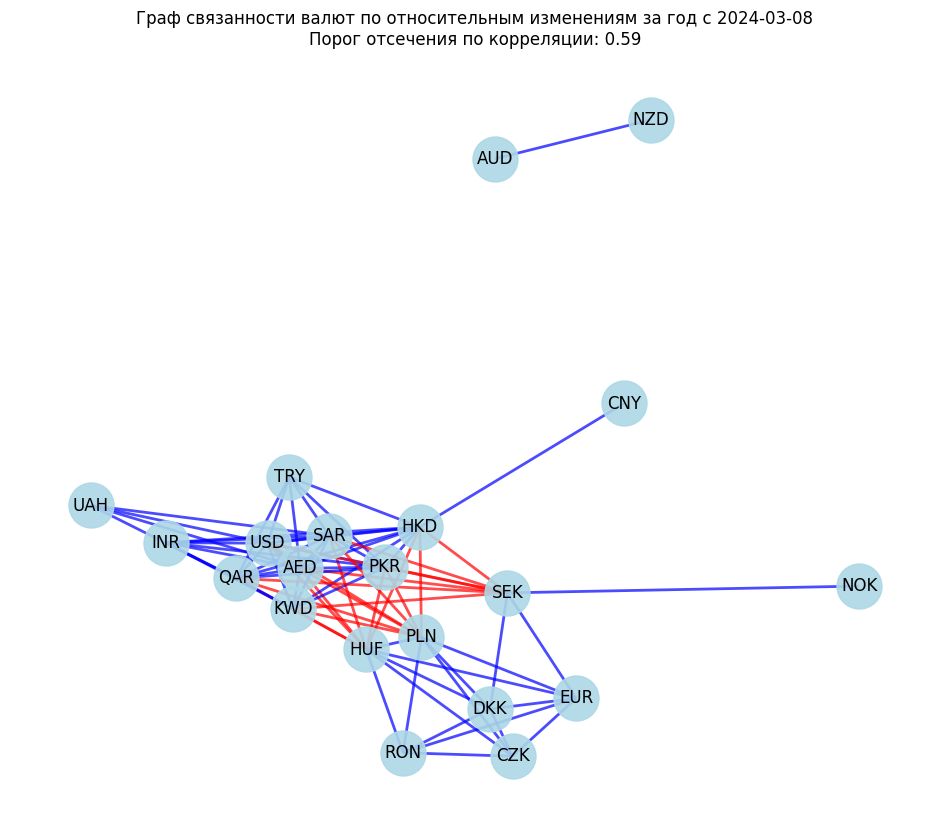 Граф связанности валют по относительным изменениям за год с 2024-03-08
Порог отсечения по корреляции: 0.59
NZD
AUD
CNY
TRY
UAH
HKD
SAR
USD
INR
PKR
AED
QAR
NOK
SEK
KWD
PLN
HUF
EUR
DKK
RON
CZK